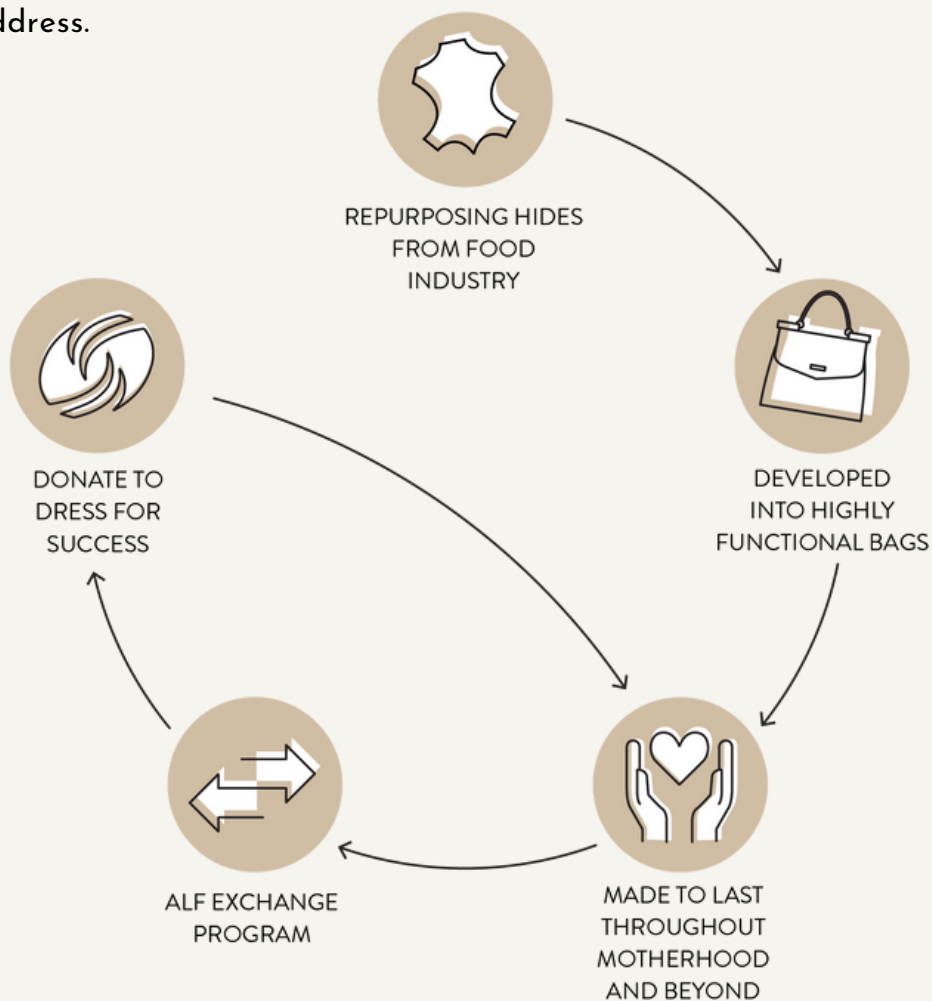 ddress.
REPURPOSING HIDES
FROM FOOD
INDUSTRY
DEVELOPED
INTO HIGHLY
FUNCTIONAL BAGS
MADE TO LAST
THROUGHOUT
MOTHERHOOD
AND BEYOND
ALF EXCHANGE
PROGRAM
DONATE TO
DRESS FOR
SUCCESS